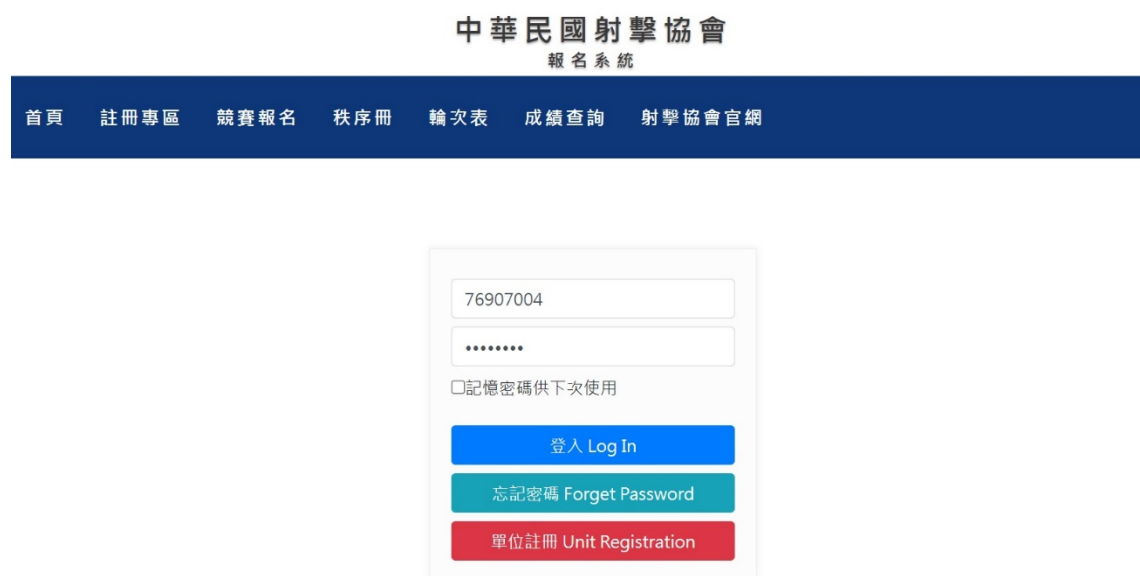 中華民國射擊協會
報名系統
首頁 註冊專區 競賽報名 秩序冊 輪次表 成績查詢 射擊協會官網
76907004
••••••••
記憶密碼供下次使用
登入 Log In
忘記密碼 Forget Password
單位註冊 Unit Registration